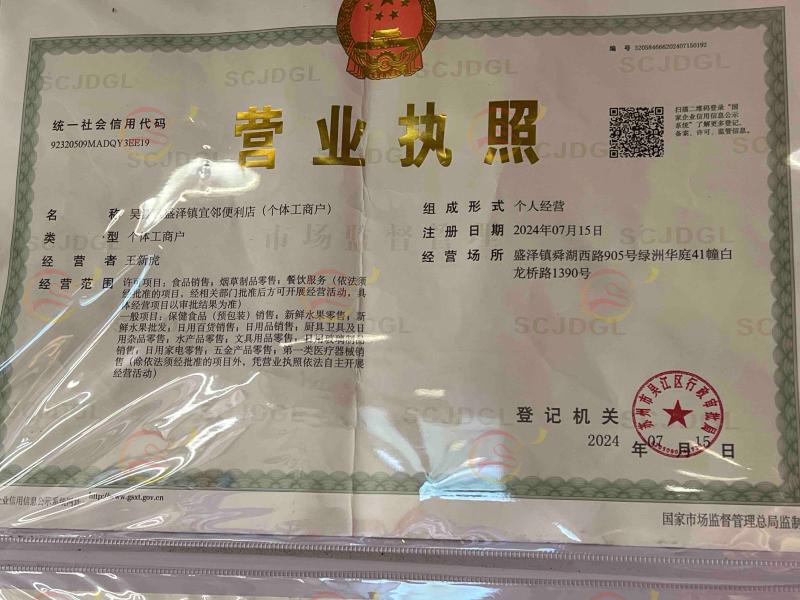 编 号 320584666202407150192
统一社会信用代码
92320509MADQY3EE19
营业执照
扫描二维码登录“国
家企业信用信息公示
系统”了解更多登记、
备案、许可、监管信息。
名 称 吴 盛泽镇宜邻便利店（个体工商户）
类 型 个体工商户
经 营 者 王新虎
经 营 范 围 许可项目：食品销售；烟草制品零售；餐饮服务（依法须
经批准的项目，经相关部门批准后方可开展经营活动，具
体经营项目以审批结果为准）
一般项目：保健食品（预包装）销售；新鲜水果零售；新
鲜水果批发；日用百货销售；日用品销售；厨具卫具及日
用杂品零售；水产品零售；文具用品零售；日用玻璃制品
销售；日用家电零售；五金产品零售；第一类医疗器械销
售（除依法须经批准的项目外，凭营业执照依法自主开展
经营活动）
组 成 形 式 个人经营
注 册 日 期 2024年07月15日
经 营 场 所 盛泽镇舜湖西路905号绿洲华庭41幢白
龙桥路1390号
市场监督管理
SCJDGL
登 记 机 关
苏州市吴江区行政审批局
2024 年 07 月 15 日
企业信用信息公示系统网址 http://www.gsxt.gov.cn
国家市场监督管理总局监制